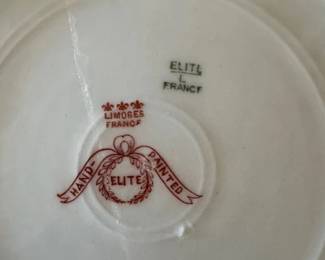 ELITE
L
FRANCE
LIMOGES
FRANCE
HAND- PAINTED
ELITE